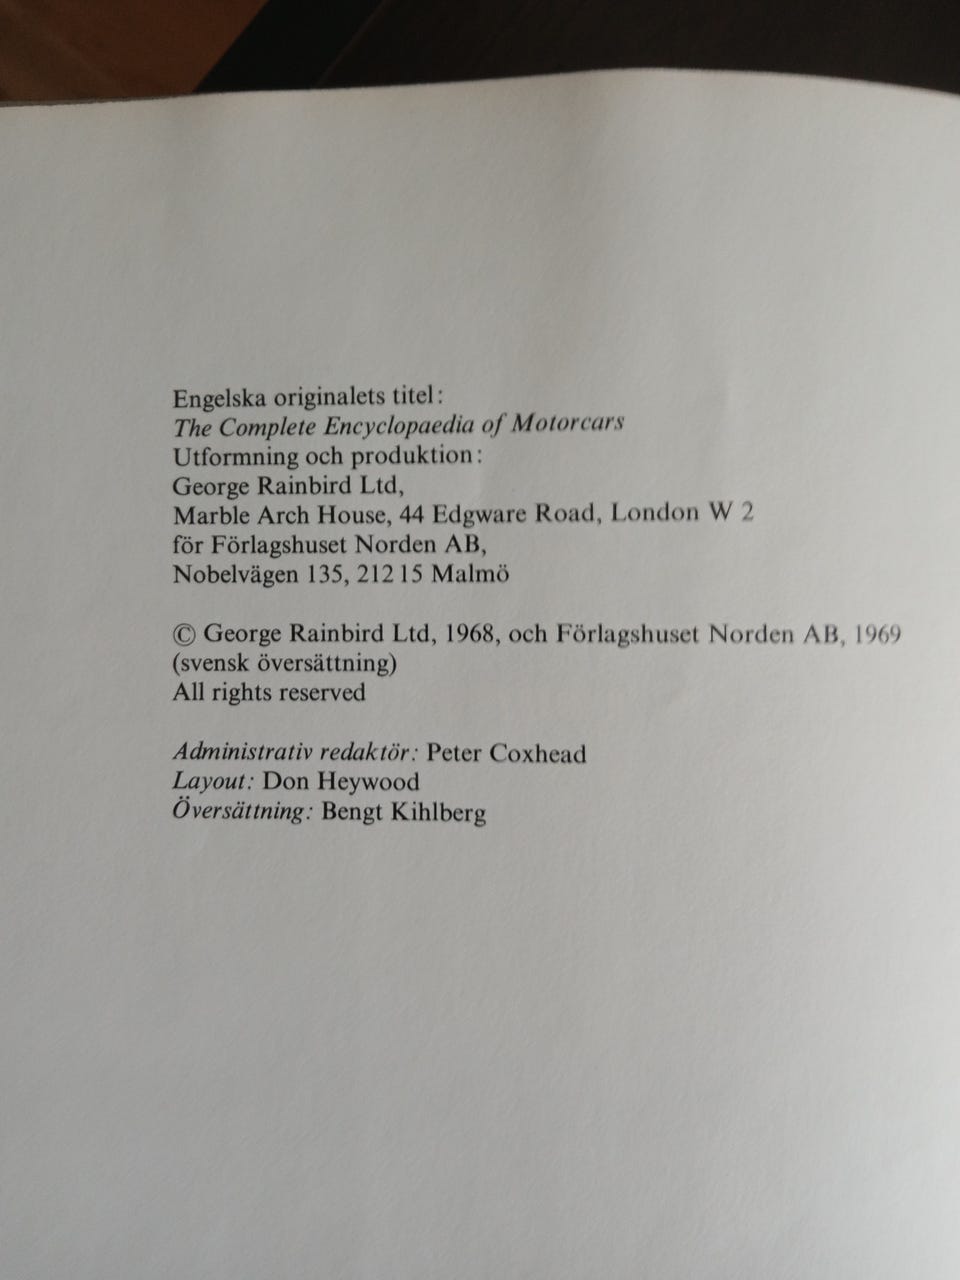 Engelska originalets titel:
The Complete Encyclopaedia of Motorcars
Utformning och produktion:
George Rainbird Ltd,
Marble Arch House, 44 Edgware Road, London W 2
för Förlagshuset Norden AB,
Nobelvägen 135, 212 15 Malmö
© George Rainbird Ltd, 1968, och Förlagshuset Norden AB, 1969
(svensk översättning)
All rights reserved
Administrativ redaktör: Peter Coxhead
Layout: Don Heywood
Översättning: Bengt Kihlberg